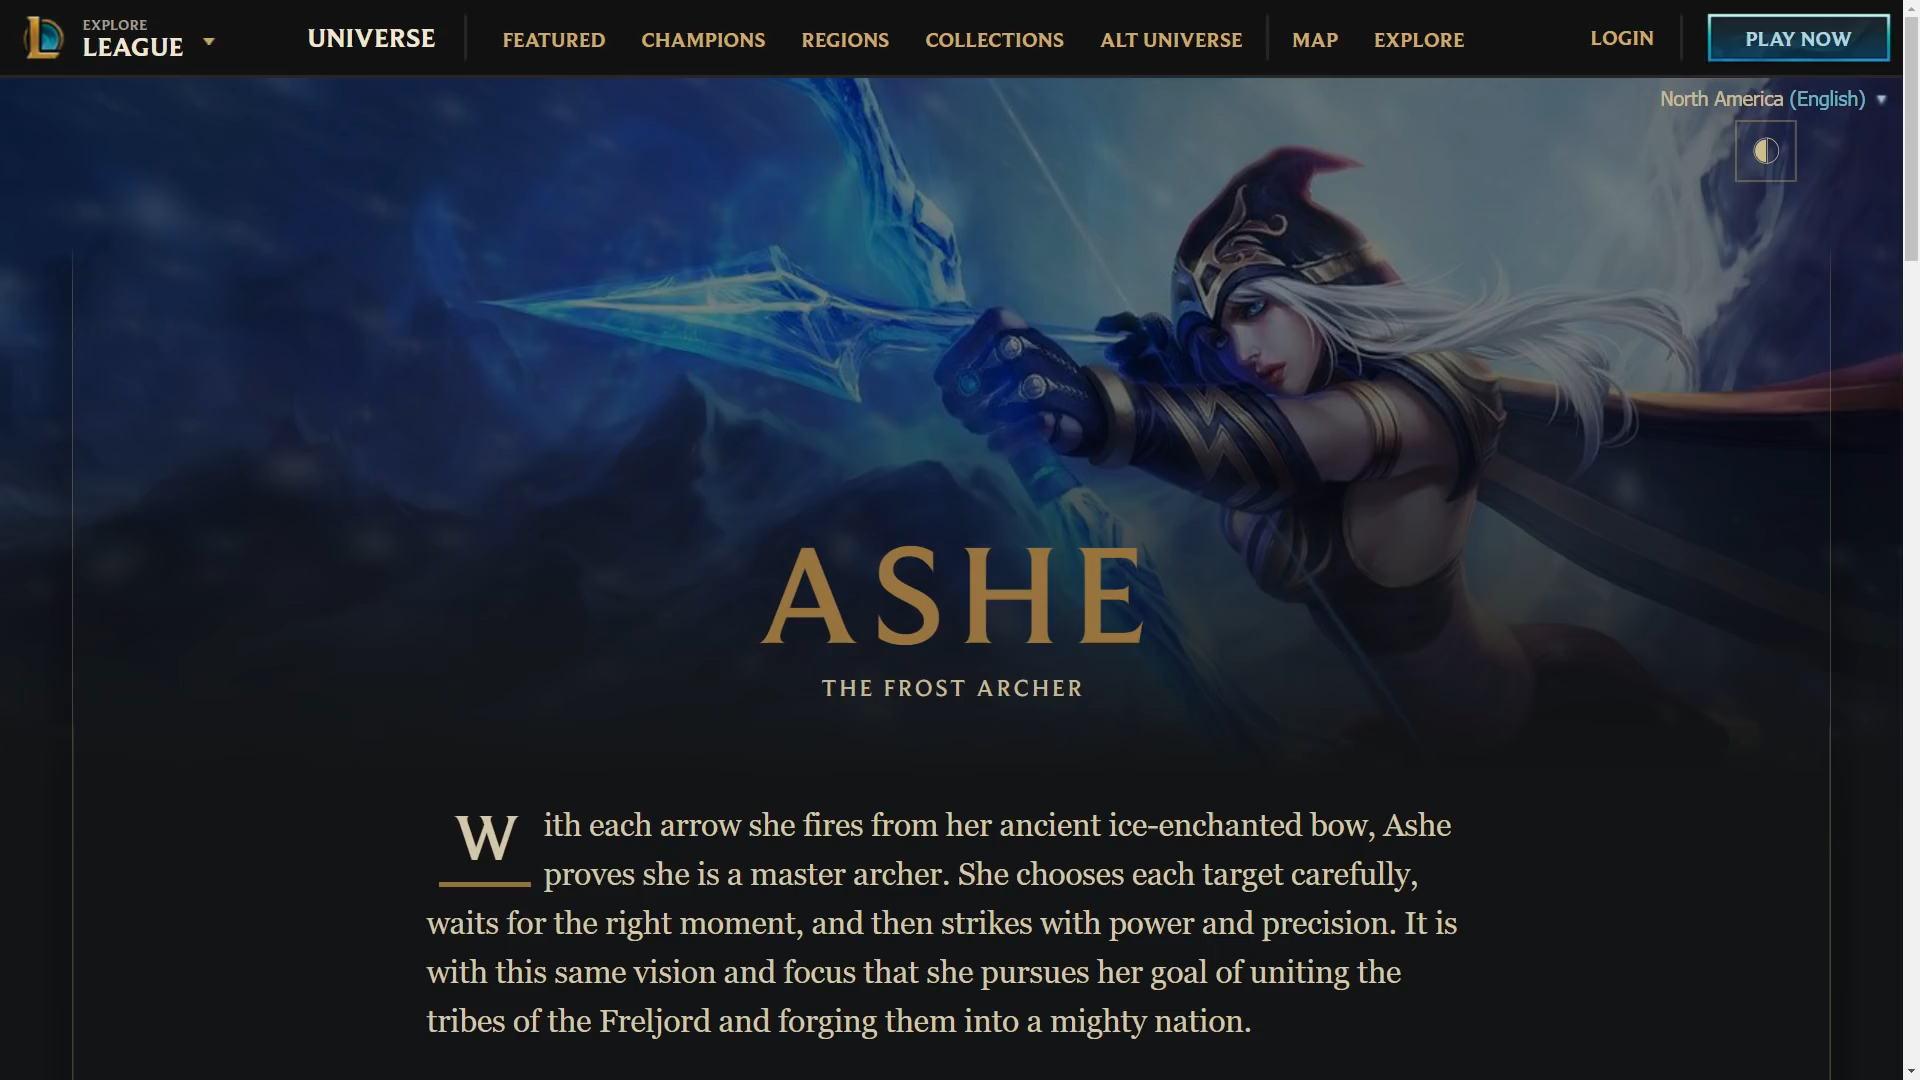 EXPLORE
LEAGUE
UNIVERSE
FEATURED
CHAMPIONS
REGIONS
COLLECTIONS
ALT UNIVERSE
MAP
EXPLORE
LOGIN
PLAY NOW
North America (English)
ASHE
THE FROST ARCHER
With each arrow she fires from her ancient ice-enchanted bow, Ashe
proves she is a master archer. She chooses each target carefully,
waits for the right moment, and then strikes with power and precision. It is
with this same vision and focus that she pursues her goal of uniting the
tribes of the Freljord and forging them into a mighty nation.